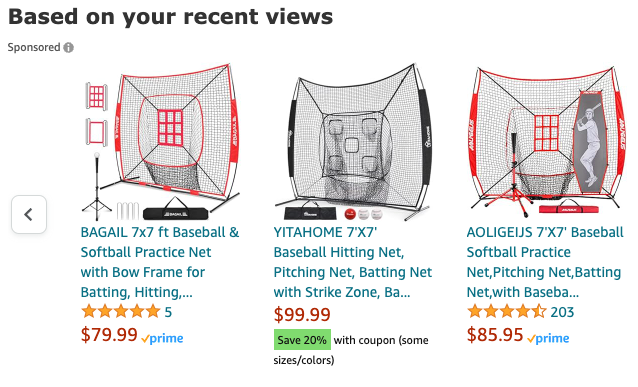 Based on your recent views
Sponsored
BAGAIL 7x7 ft Baseball &
Softball Practice Net
with Bow Frame for
Batting, Hitting,...
5
$79.99 prime
YITAHOME 7'X7'
Baseball Hitting Net,
Pitching Net, Batting Net
with Strike Zone, Ba...
$99.99
Save 20% with coupon (some
sizes/colors)
AOLIGEIJS 7'X7' Baseball
Softball Practice
Net,Pitching Net,Batting
Net,with Baseba...
203
$85.95 prime